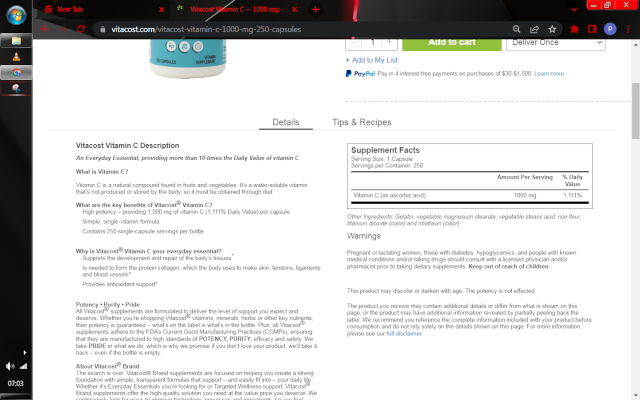 New Tab
Vitacost Vitamin C -- 1000 mg -
vitacost.com/vitacost-vitamin-c-1000-mg-250-capsules
P
1
+
Add to cart
Deliver Once
+ Add to My List
PayPal Pay in 4 interest-free payments on purchases of $30-$1,500. Learn more
Details
Tips & Recipes
Vitacost Vitamin C Description
An Everyday Essential, providing more than 10 times the Daily Value of vitamin C
What is Vitamin C?
Vitamin C is a natural compound found in fruits and vegetables. It's a water-soluble vitamin
that's not produced or stored by the body, so it must be obtained through diet.
What are the key benefits of Vitacost® Vitamin C?
High potency – providing 1,000 mg of vitamin C (1,111% Daily Value) per capsule
Simple, single-vitamin formula
Contains 250 single-capsule servings per bottle
Why is Vitacost® Vitamin C your everyday essential?
Supports the development and repair of the body's tissues*
Is needed to form the protein collagen, which the body uses to make skin, tendons, ligaments
and blood vessels*
Provides antioxidant support*
Potency • Purity • Pride
All Vitacost® supplements are formulated to deliver the level of support you expect and
deserve. Whether you're shopping Vitacost® vitamins, minerals, herbs or other key nutrients,
their potency is guaranteed – what's on the label is what's in the bottle. Plus, all Vitacost®
supplements adhere to the FDA's Current Good Manufacturing Practices (CGMPs), ensuring
that they are manufactured to high standards of POTENCY, PURITY, efficacy and safety. We
take PRIDE in what we do, which is why we promise if you don't love your product, we'll take it
back – even if the bottle is empty.
About Vitacost® Brand
The search is over. Vitacost® Brand supplements are focused on helping you create a strong
foundation with simple, transparent formulas that support – and easily fit into – your daily life.
Whether it's Everyday Essentials you're looking for or Targeted Wellness support, Vitacost®
Brand supplements offer the high-quality solution you need at the value price you deserve. We
Supplement Facts
Serving Size: 1 Capsule
Servings per Container: 250
Amount Per Serving % Daily
Value
Vitamin C (as ascorbic acid) 1000 mg 1,111%
Other Ingredients: Gelatin, vegetable magnesium stearate, vegetable stearic acid, rice flour,
titanium dioxide (color) and riboflavin (color).
Warnings
Pregnant or lactating women, those with diabetes, hypoglycemics, and people with known
medical conditions and/or taking drugs should consult with a licensed physician and/or
pharmacist prior to taking dietary supplements. Keep out of reach of children.
This product may discolor or darken with age. The potency is not effected.
The product you receive may contain additional details or differ from what is shown on this
page, or the product may have additional information revealed by partially peeling back the
label. We recommend you reference the complete information included with your product before
consumption and do not rely solely on the details shown on this page. For more information,
please see our full disclaimer.
07:03